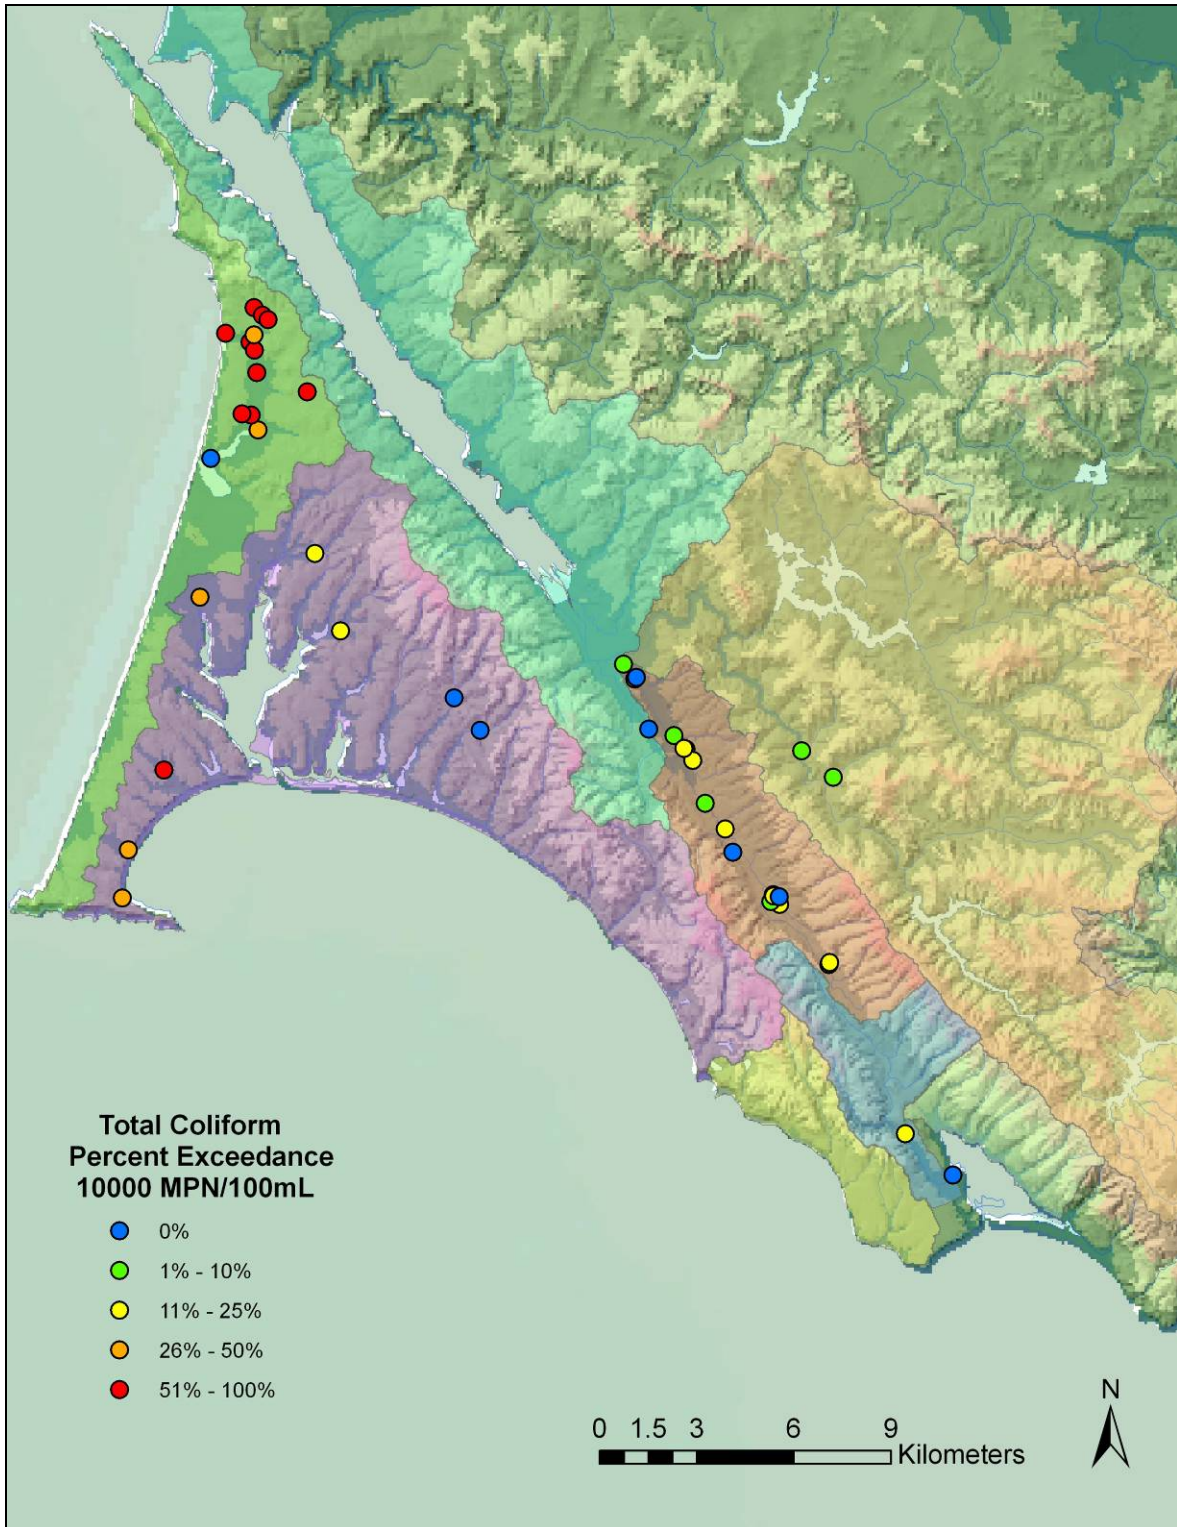 Total Coliform
Percent Exceedance
10000 MPN/100mL
0%
1% - 10%
11% - 25%
26% - 50%
51% - 100%
N
0 1.5 3 6 9
Kilometers